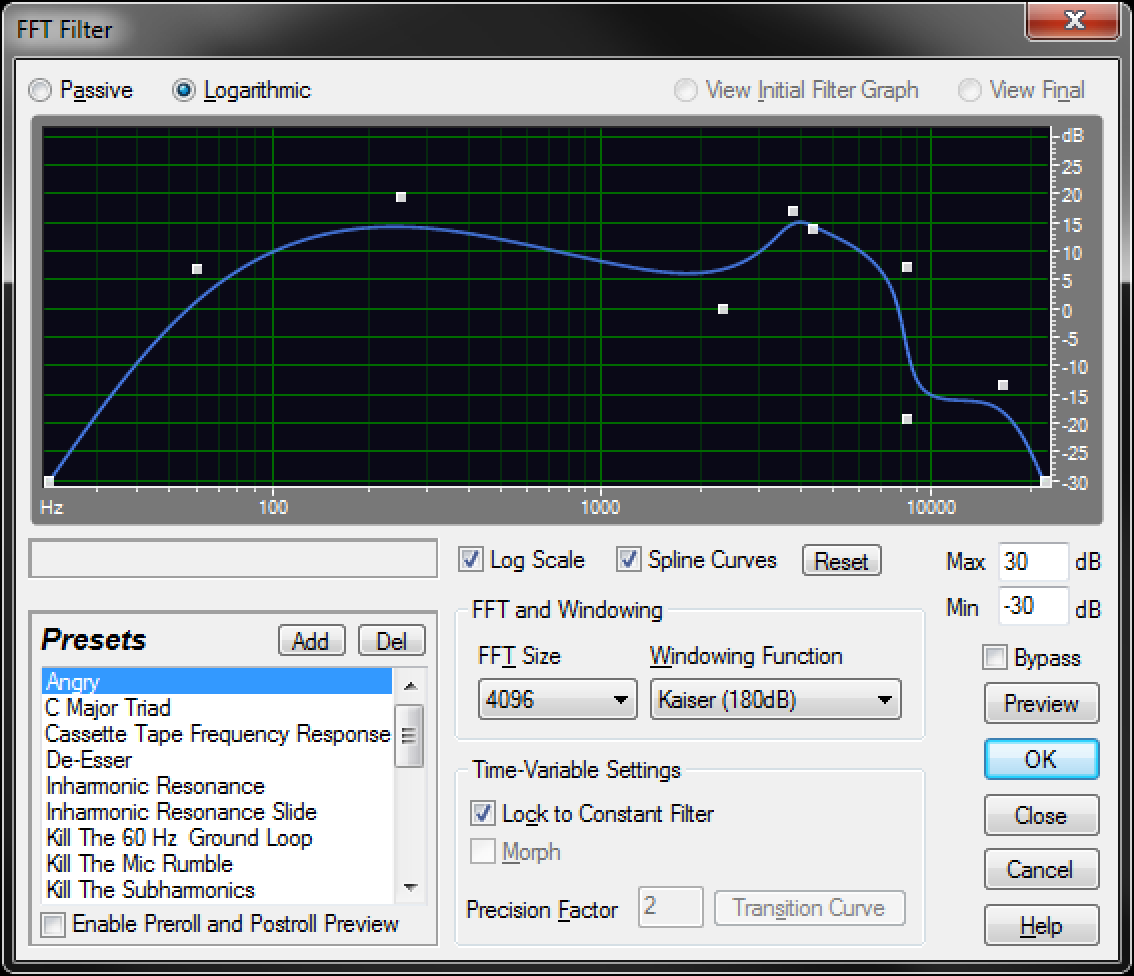 FFT Filter
Passive Logarithmic View Initial Filter Graph View Final
dB
25
20
15
10
5
0
-5
-10
-15
-20
-25
-30
Hz 100 1000 10000
Log Scale Spline Curves Reset Max 30 dB
Min -30 dB
FFT and Windowing
Presets Add Del
FFT Size Windowing Function
Bypass
4096 Kaiser (180dB)
Preview
Angry
C Major Triad
Cassette Tape Frequency Response
De-Esser
Inharmonic Resonance
Inharmonic Resonance Slide
Kill The 60 Hz Ground Loop
Kill The Mic Rumble
Kill The Subharmonics
Enable Preroll and Postroll Preview
Time-Variable Settings
Lock to Constant Filter
Morph
Precision Factor 2 Transition Curve
OK
Close
Cancel
Help